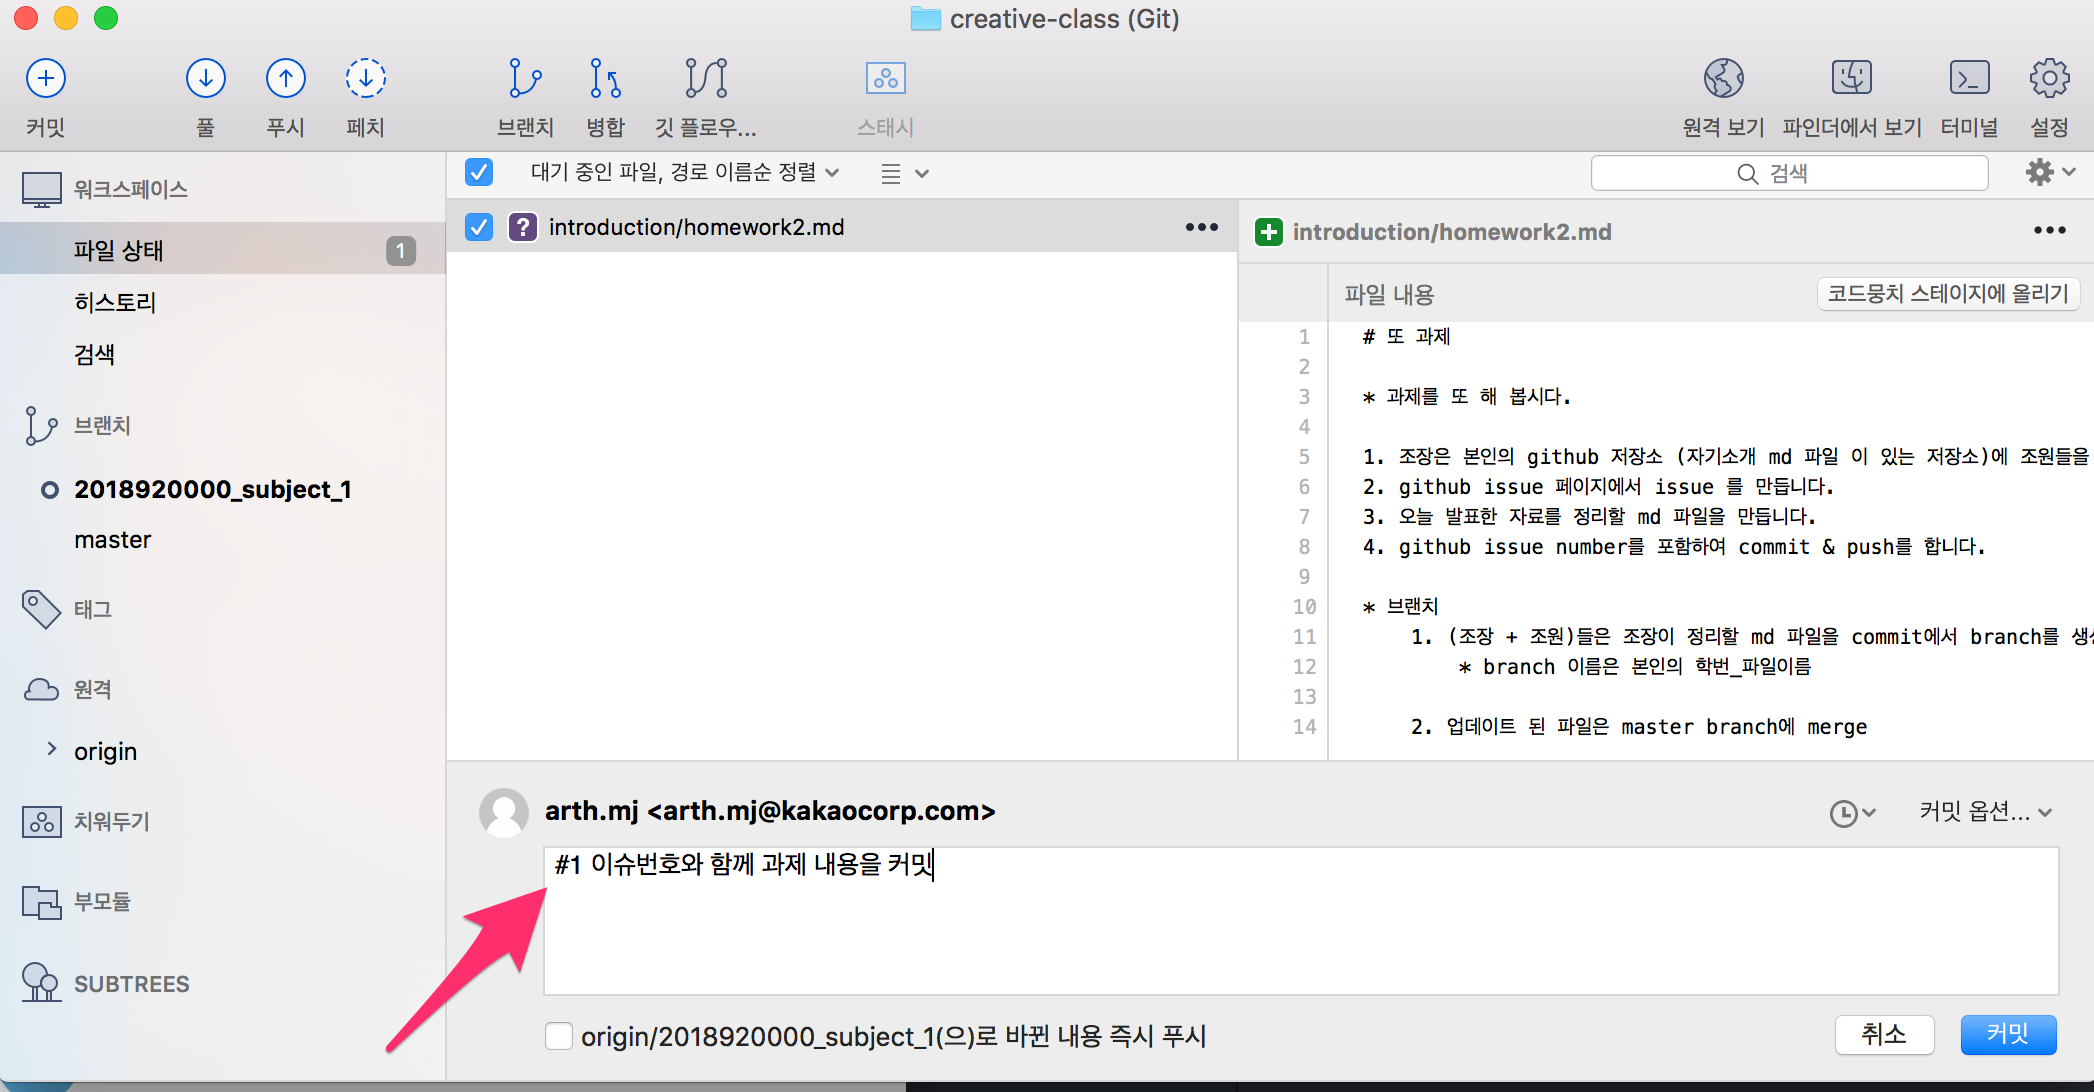 creative-class (Git)
커밋
풀
푸시
페치
브랜치
병합
깃 플로우...
스태시
원격 보기
파인더에서 보기
터미널
설정
워크스페이스
파일 상태
1
히스토리
검색
브랜치
2018920000_subject_1
master
태그
원격
origin
치워두기
부모듈
SUBTREES
대기 중인 파일, 경로 이름순 정렬
검색
? introduction/homework2.md •••
introduction/homework2.md •••
파일 내용
코드뭉치 스테이지에 올리기
1 # 또 과제
2
3 * 과제를 또 해 봅시다.
4
5 1. 조장은 본인의 github 저장소 (자기소개 md 파일 이 있는 저장소)에 조원들을
6 2. github issue 페이지에서 issue 를 만듭니다.
7 3. 오늘 발표한 자료를 정리할 md 파일을 만듭니다.
8 4. github issue number를 포함하여 commit & push를 합니다.
9
10 * 브랜치
11 1. (조장 + 조원)들은 조장이 정리할 md 파일을 commit에서 branch를
12 * branch 이름은 본인의 학번_파일이름
13
14 2. 업데이트 된 파일은 master branch에 merge
arth.mj <arth.mj@kakaocorp.com>
커밋 옵션...
#1 이슈번호와 함께 과제 내용을 커밋
origin/2018920000_subject_1(으)로 바뀐 내용 즉시 푸시
취소
커밋